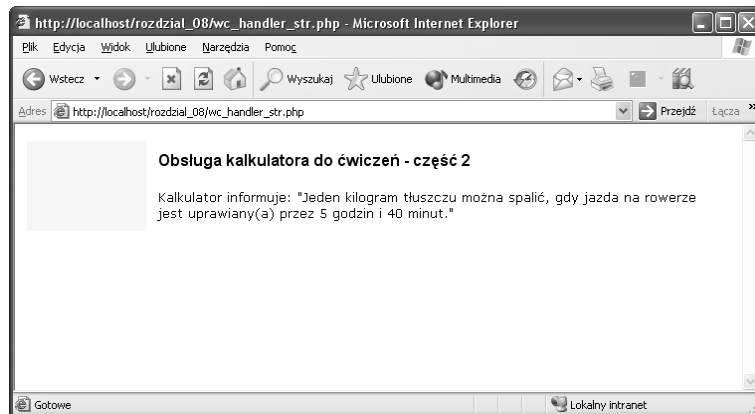 http://localhost/rozdzial_08/wc_handler_str.php - Microsoft Internet Explorer
Plik Edycja Widok Ulubione Narzędzia Pomoc
Wstecz Wyszukaj Ulubione Multimedia
Adres http://localhost/rozdzial_08/wc_handler_str.php Przejdź Łącza »
Obsługa kalkulatora do ćwiczeń - część 2
Kalkulator informuje: "Jeden kilogram tłuszczu można spalić, gdy jazda na rowerze
jest uprawiany(a) przez 5 godzin i 40 minut."
Gotowe Lokalny intranet